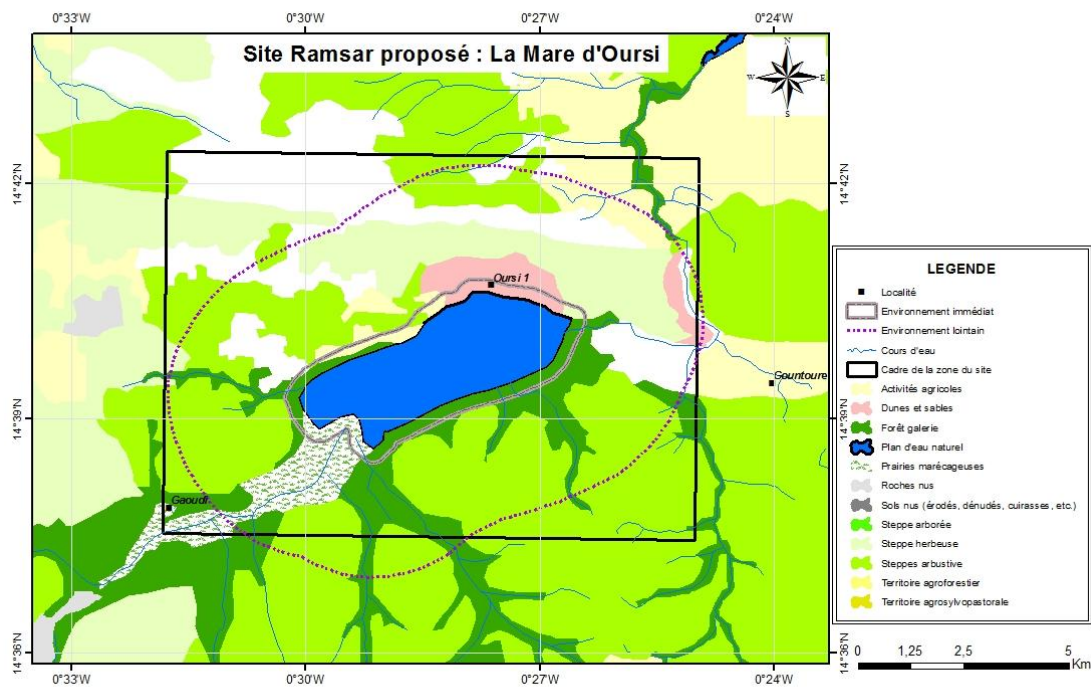 0°33'W 0°30'W 0°27'W 0°24'W
Site Ramsar proposé : La Mare d'Oursi
N
W E
S
14°42'N 14°42'N
Oursi 1
Gountoure
14°39'N 14°39'N
Gaoudi
14°36'N 14°36'N
0°33'W 0°30'W 0°27'W 0°24'W
LEGENDE
Localité
Environnement immédiat
Environnement lointain
Cours d'eau
Cadre de la zone du site
Activités agricoles
Dunes et sables
Forêt galerie
Plan d'eau naturel
Prairies marécageuses
Roches nus
Sols nus (érodés, dénudés, cuirasses, etc.)
Steppe arborée
Steppe herbeuse
Steppes arbustive
Territoire agroforestier
Territoire agrosylvopastorale
0 1,25 2,5 5
Km